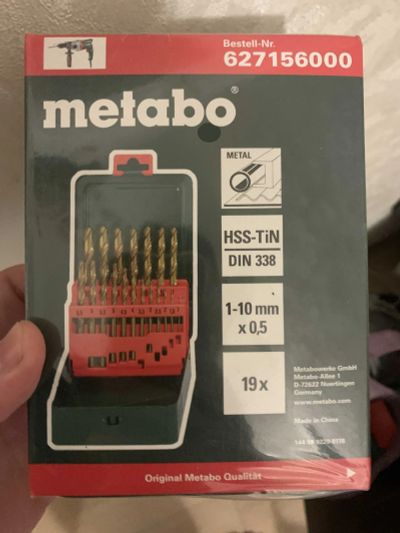 Bestell-Nr.
627156000
metabo®
METAL
HSS-TiN
DIN 338
1-10 mm
x 0,5
19 x
Metabowerke GmbH
Metabo-Allee 1
D-72622 Nuertingen
Germany
www.metabo.com
Made in China
Original Metabo Qualität